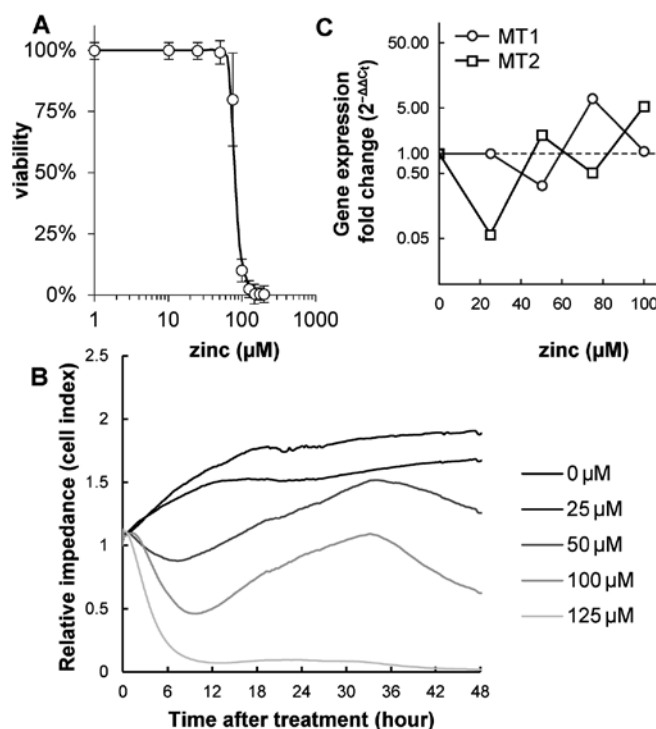 A
100%
75%
50%
25%
0%
viability
1
10
100
1000
zinc (µM)
C
MT1
MT2
50.00
5.00
1.00
0.50
0.05
Gene expression
fold change (2⁻ΔΔCt)
0
20
40
60
80
100
zinc (µM)
B
2.5
2
1.5
1
0.5
0
Relative impedance (cell index)
0
6
12
18
24
30
36
42
48
Time after treatment (hour)
0 µM
25 µM
50 µM
100 µM
125 µM